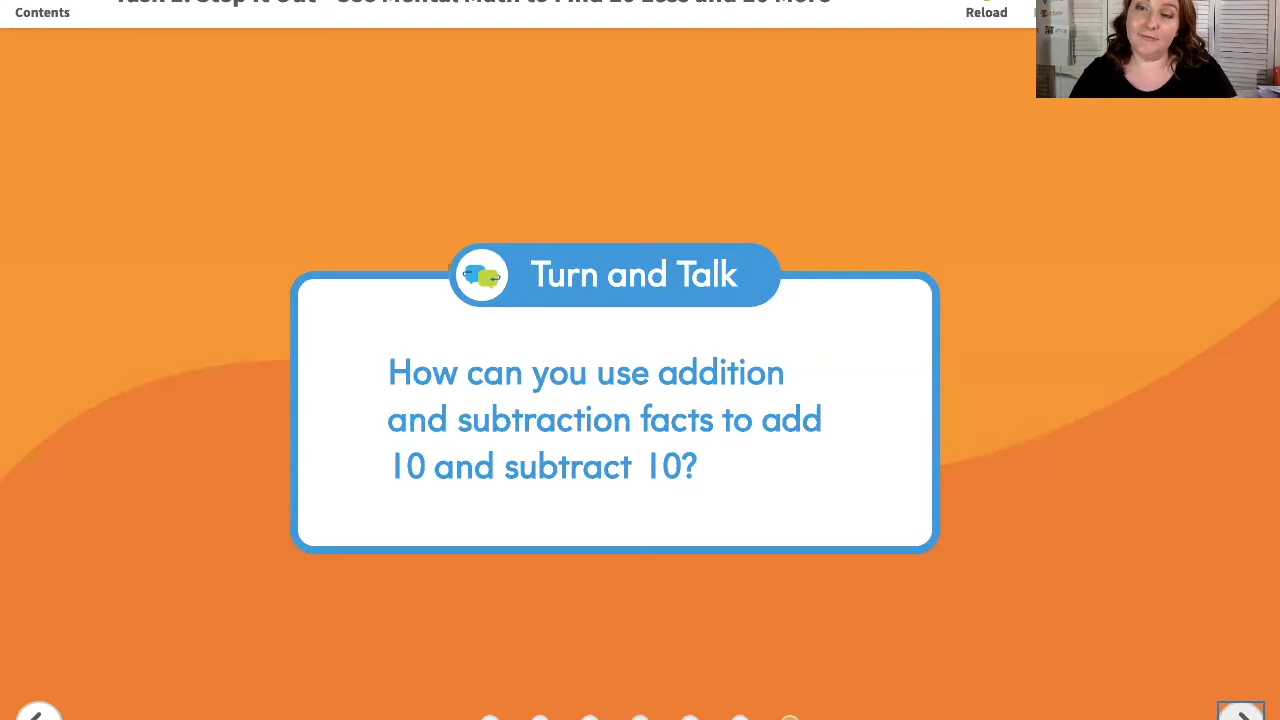 Contents
Reload
Turn and Talk
How can you use addition
and subtraction facts to add
10 and subtract 10?